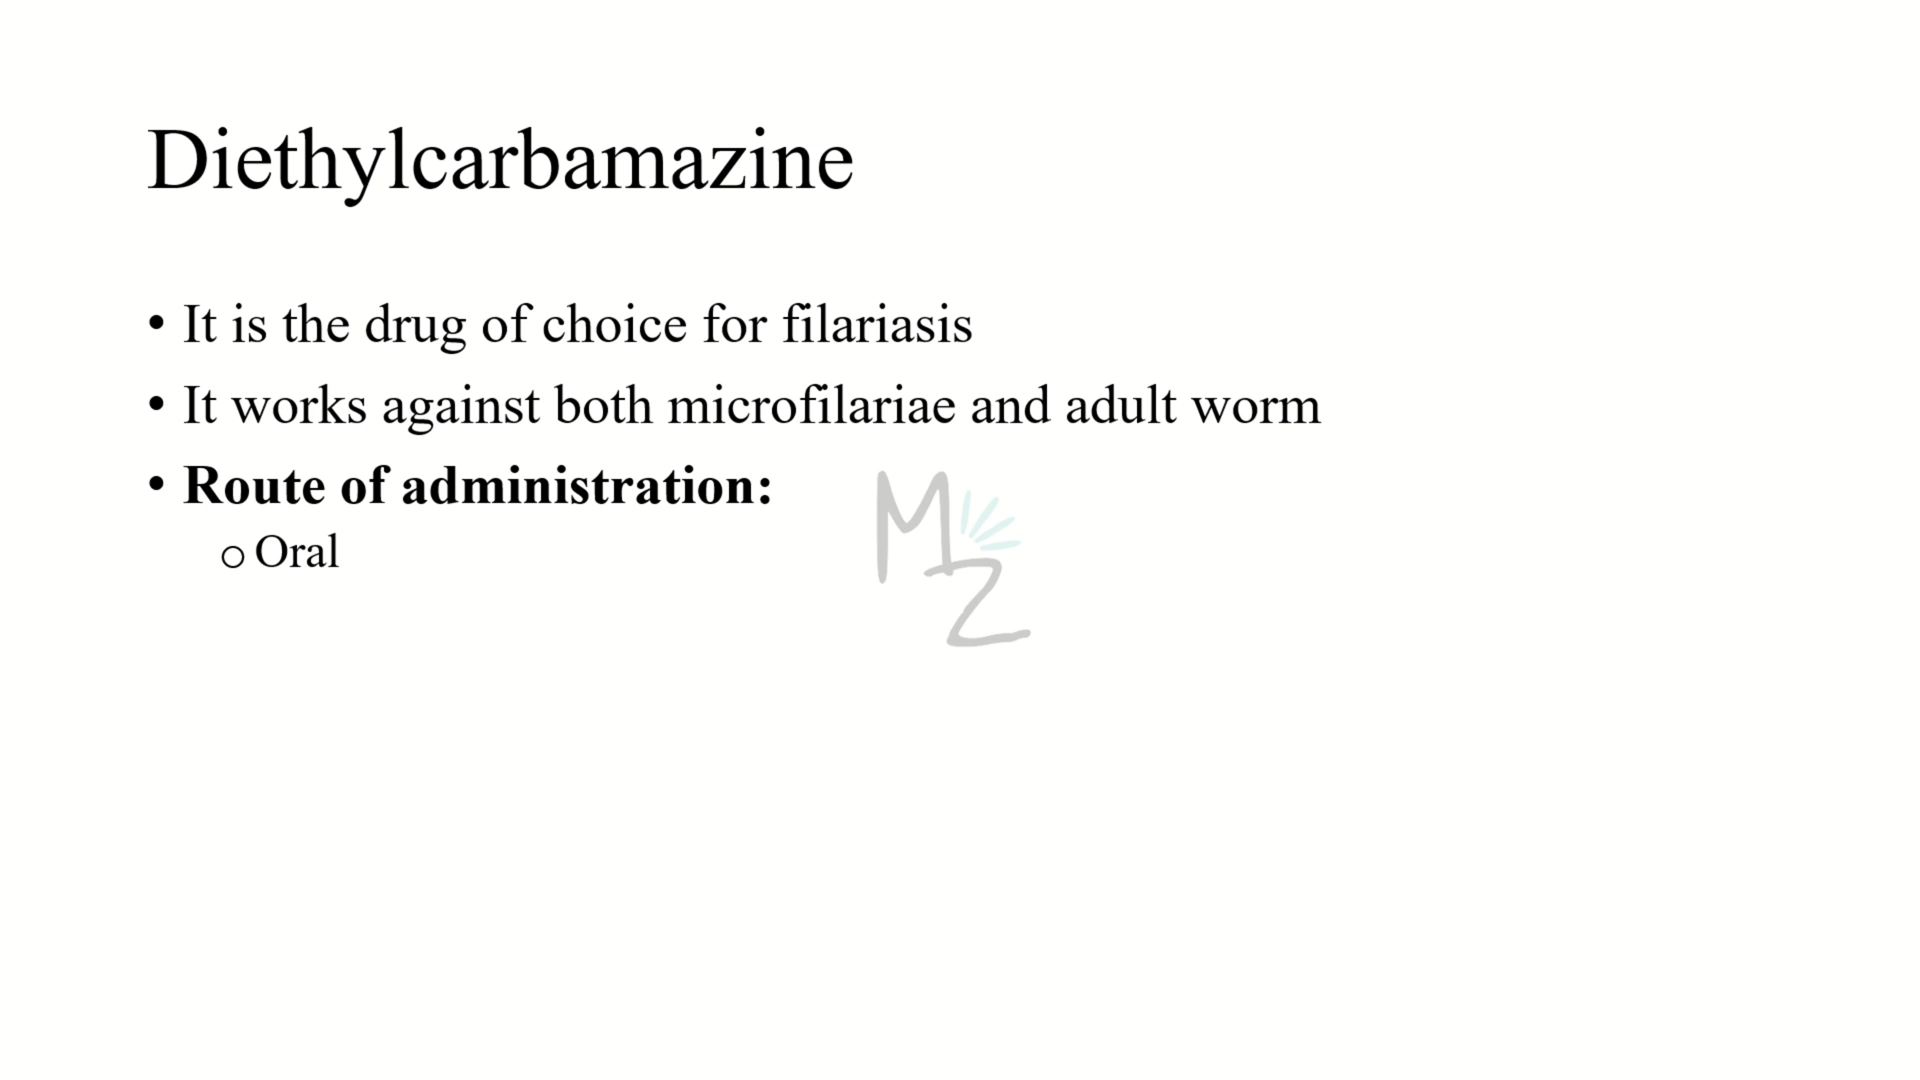 Diethylcarbamazine
• It is the drug of choice for filariasis
• It works against both microfilariae and adult worm
• Route of administration:
o Oral
MZ